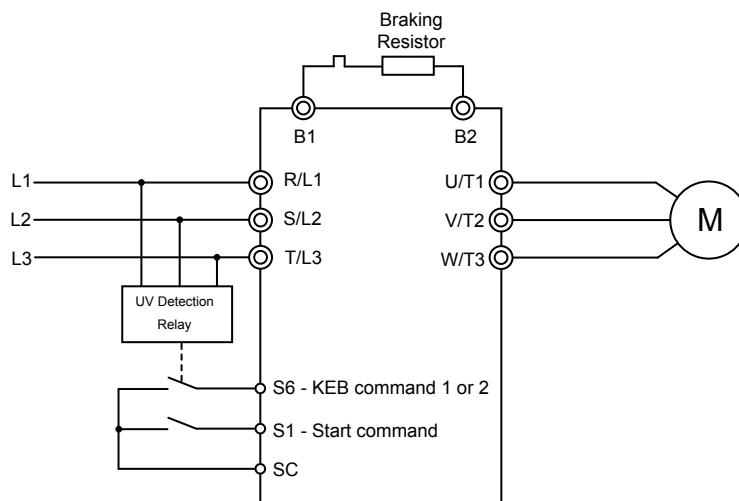 Braking
Resistor
B1
B2
L1
R/L1
U/T1
L2
S/L2
V/T2
M
L3
T/L3
W/T3
UV Detection
Relay
S6 - KEB command 1 or 2
S1 - Start command
SC